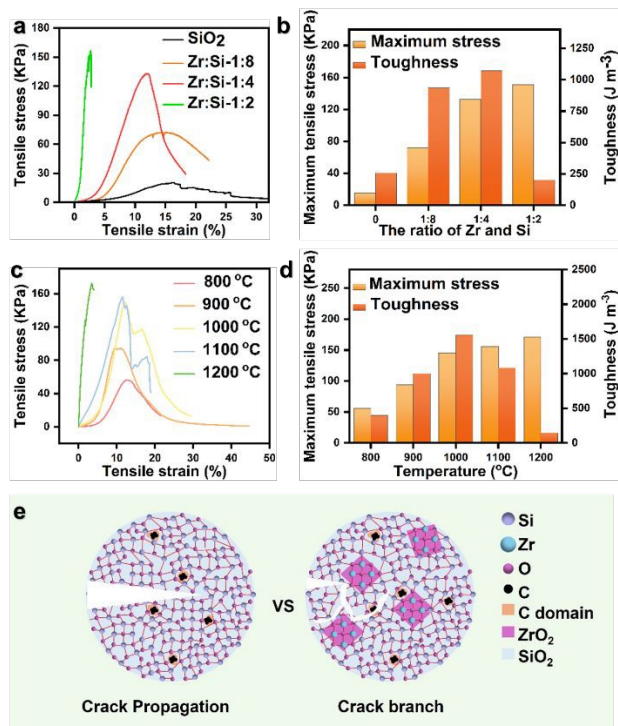 a
Tensile stress (KPa)
180
150
120
90
60
30
0
SiO2
Zr:Si-1:8
Zr:Si-1:4
Zr:Si-1:2
0 5 10 15 20 25 30
Tensile strain (%)
b
Maximum tensile stress (KPa)
200
160
120
80
40
0
Maximum stress
Toughness
1250
1000
750
500
250
0
Toughness (J m-3)
0 1:8 1:4 1:2
The ratio of Zr and Si
c
Tensile stress (KPa)
160
120
80
40
0
800 °C
900 °C
1000 °C
1100 °C
1200 °C
0 10 20 30 40 50
Tensile strain (%)
d
Maximum tensile stress (KPa)
250
200
150
100
50
0
Maximum stress
Toughness
2500
2000
1500
1000
500
0
Toughness (J m-3)
800 900 1000 1100 1200
Temperature (°C)
e
VS
Si
Zr
O
C
C domain
ZrO2
SiO2
Crack Propagation
Crack branch